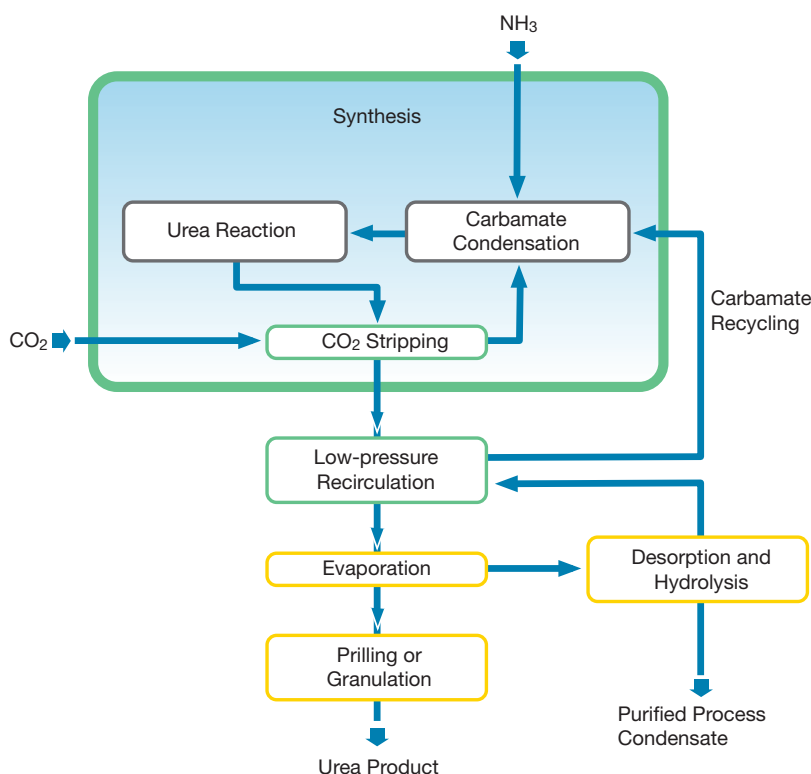 NH₃
Synthesis
Urea Reaction
Carbamate
Condensation
Carbamate
Recycling
CO₂
CO₂ Stripping
Low-pressure
Recirculation
Evaporation
Desorption and
Hydrolysis
Prilling or
Granulation
Purified Process
Condensate
Urea Product